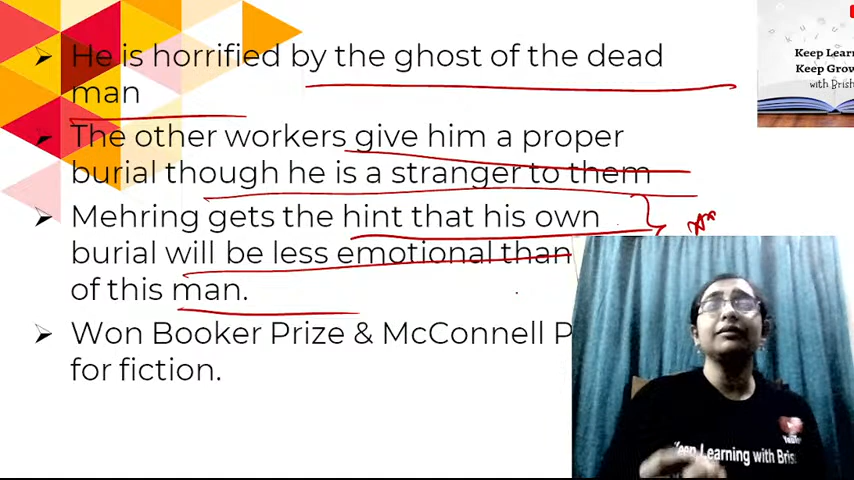 He is horrified by the ghost of the dead
man
The other workers give him a proper
burial though he is a stranger to them
Mehring gets the hint that his own
burial will be less emotional than
of this man.
Won Booker Prize & McConnell P
for fiction.
Keep Lear
Keep Grow
with Brish
Keep Learning with Bris